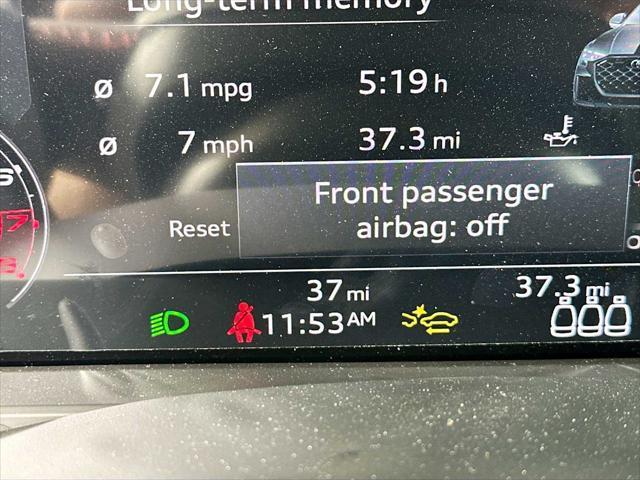 Long-term memory
ø 7.1 mpg 5:19 h
ø 7 mph 37.3 mi
Front passenger
airbag: off
Reset
37 mi 37.3 mi
11:53 AM